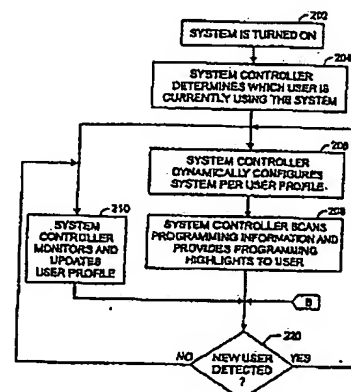 202
SYSTEM IS TURNED ON
204
SYSTEM CONTROLLER
DETERMINES WHICH USER IS
CURRENTLY USING THE SYSTEM
206
SYSTEM CONTROLLER
DYNAMICALLY CONFIGURES
SYSTEM PER USER PROFILE.
210
SYSTEM
CONTROLLER
MONITORS AND
UPDATES
USER PROFILE
208
SYSTEM CONTROLLER SCANS
PROGRAMMING INFORMATION AND
PROVIDES PROGRAMMING
HIGHLIGHTS TO USER
B
220
NO
NEW USER
DETECTED
?
YES